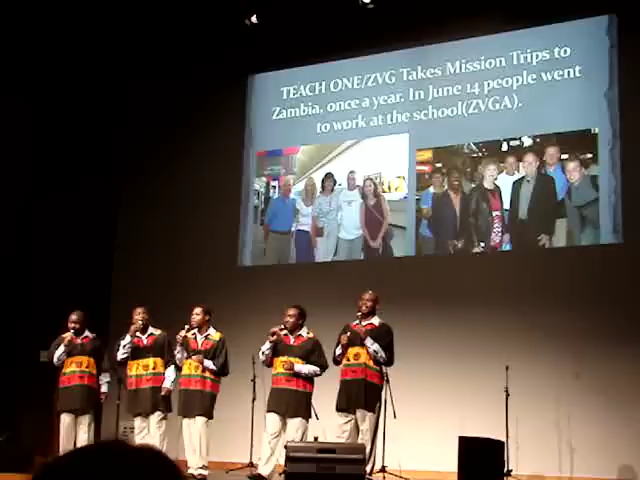 TEACH ONE/ZVG Takes Mission Trips to
Zambia, once a year. In June 14 people went
to work at the school(ZVGA).